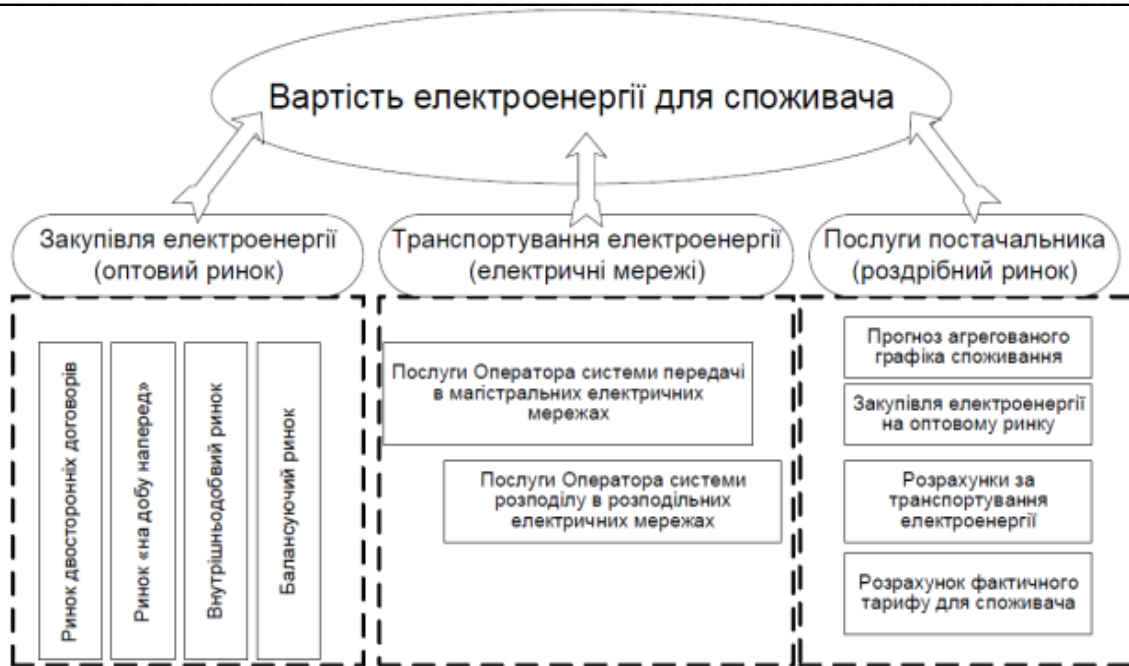 Вартість електроенергії для споживача
Закупівля електроенергії
(оптовий ринок)
Транспортування електроенергії
(електричні мережі)
Послуги постачальника
(роздрібний ринок)
Ринок двосторонніх договорів
Ринок «на добу наперед»
Внутрішньодобвий ринок
Балансуючий ринок
Послуги Оператора системи передачі
в магістральних електричних
мережах
Послуги Оператора системи
розподілу в розподільних
електричних мережах
Прогноз агрегованого
графіка споживання
Закупівля електроенергії
на оптовому ринку
Розрахунки за
транспортування
електроенергії
Розрахунок фактичного
тарифу для споживача